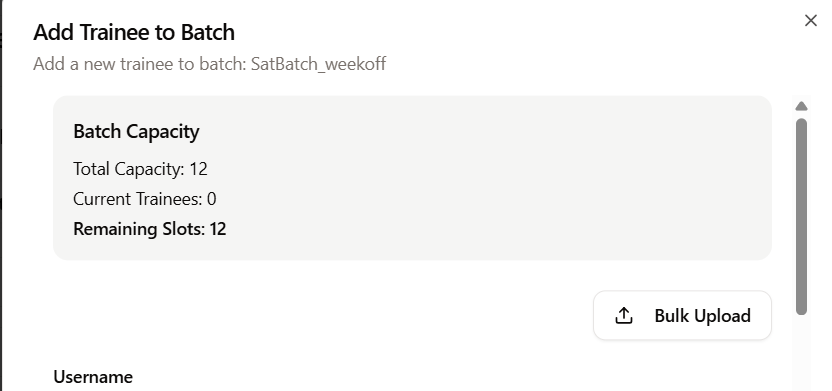 Add Trainee to Batch
Add a new trainee to batch: SatBatch_weekoff
Batch Capacity
Total Capacity: 12
Current Trainees: 0
Remaining Slots: 12
Bulk Upload
Username